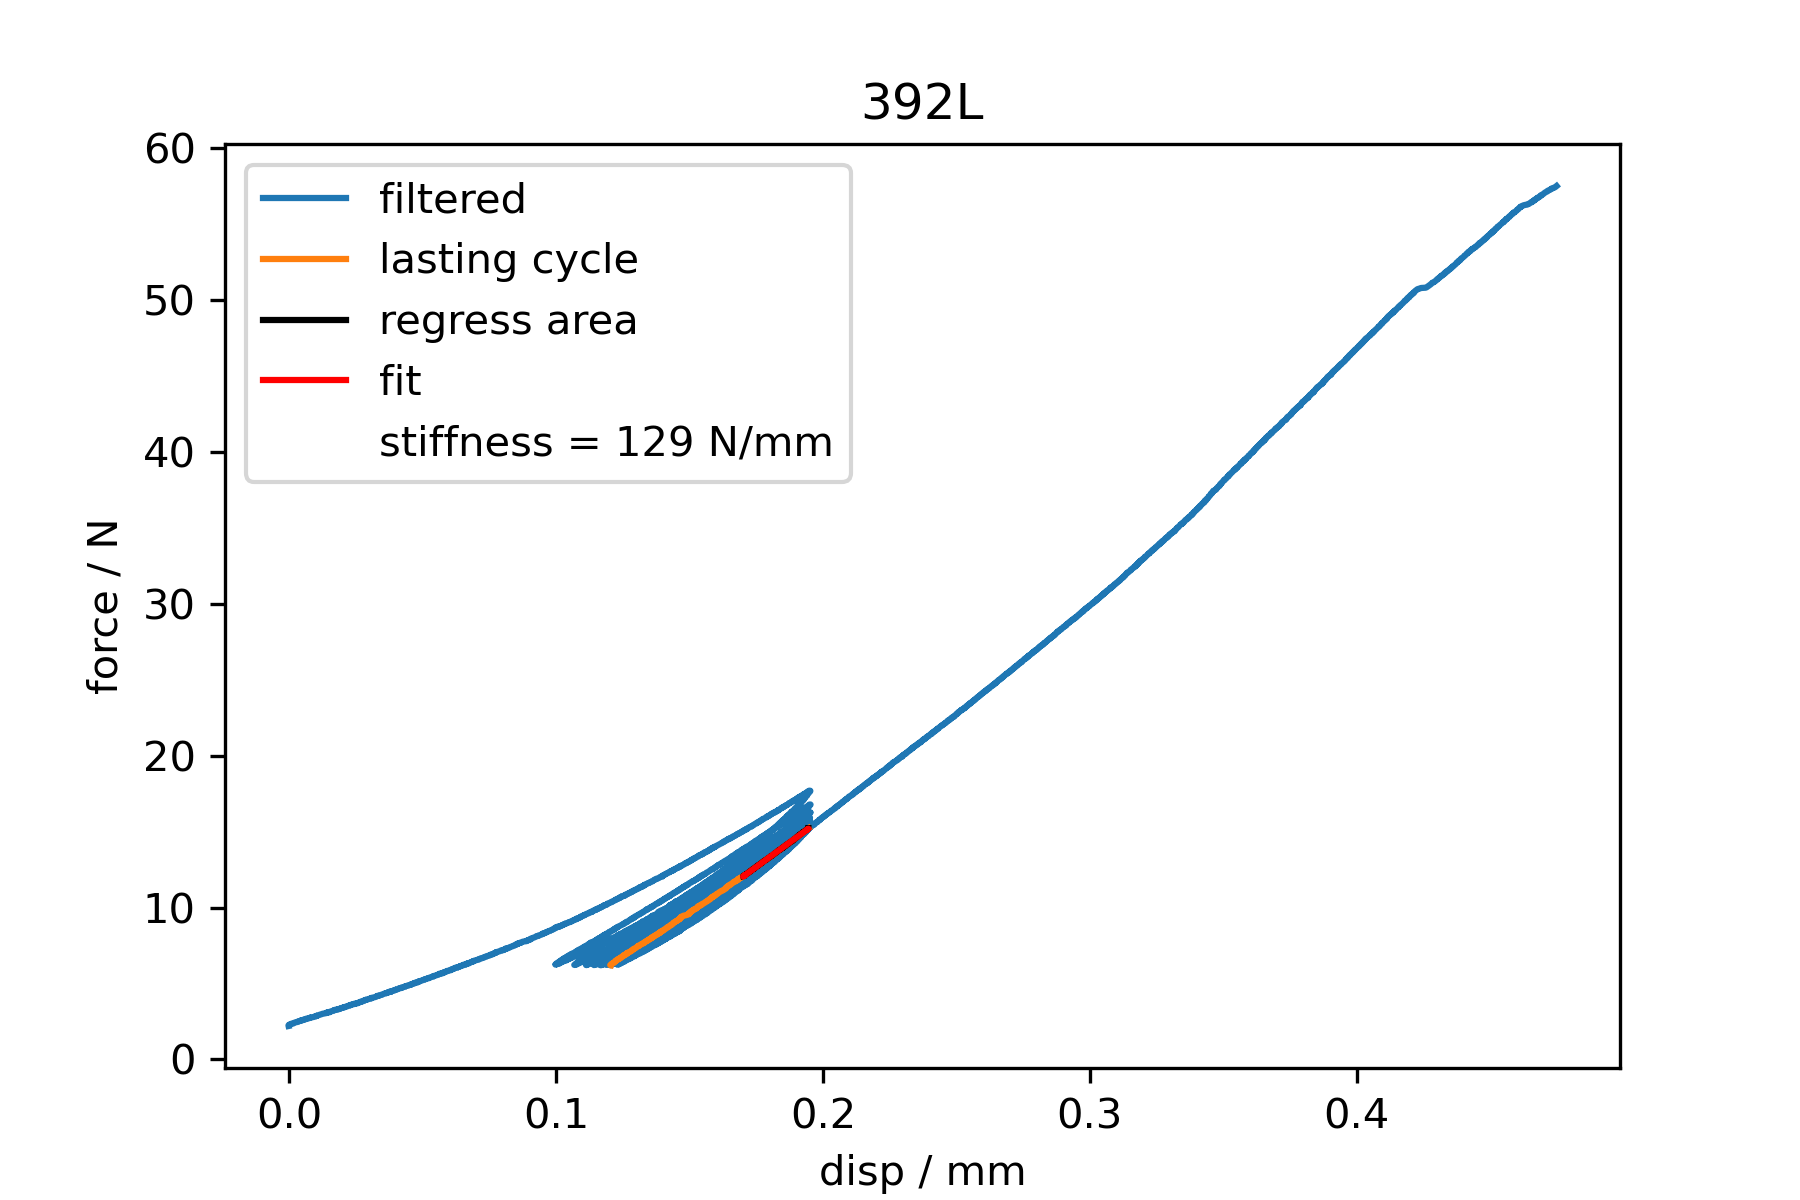 392L
60
50
40
30
20
10
0
force / N
filtered
lasting cycle
regress area
fit
stiffness = 129 N/mm
0.0 0.1 0.2 0.3 0.4
disp / mm